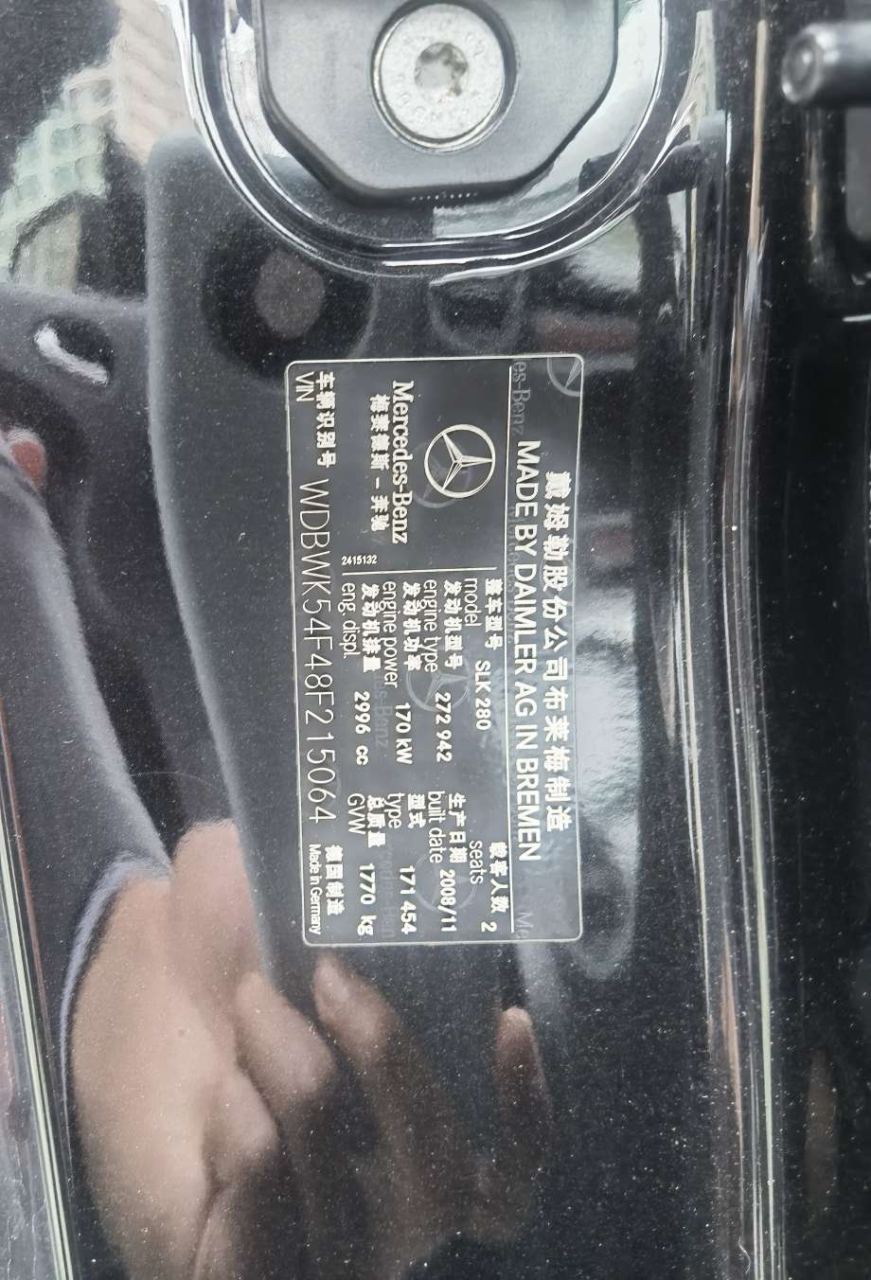 戴姆勒股份公司布莱梅制造
MADE BY DAIMLER AG IN BREMEN
Mercedes-Benz
梅赛德斯-奔驰
2415132
整车型号
model SLK 280
发动机型号
engine type 272 942
发动机功率
engine power 170 kW
发动机排量
eng. displ. 2996 cc
载客人数
seats 2
生产日期
built date 2008/11
型式
type 171 454
总质量
GVW 1770 kg
车辆识别号
VIN WDBWK54F48F215064
德国制造
Made in Germany